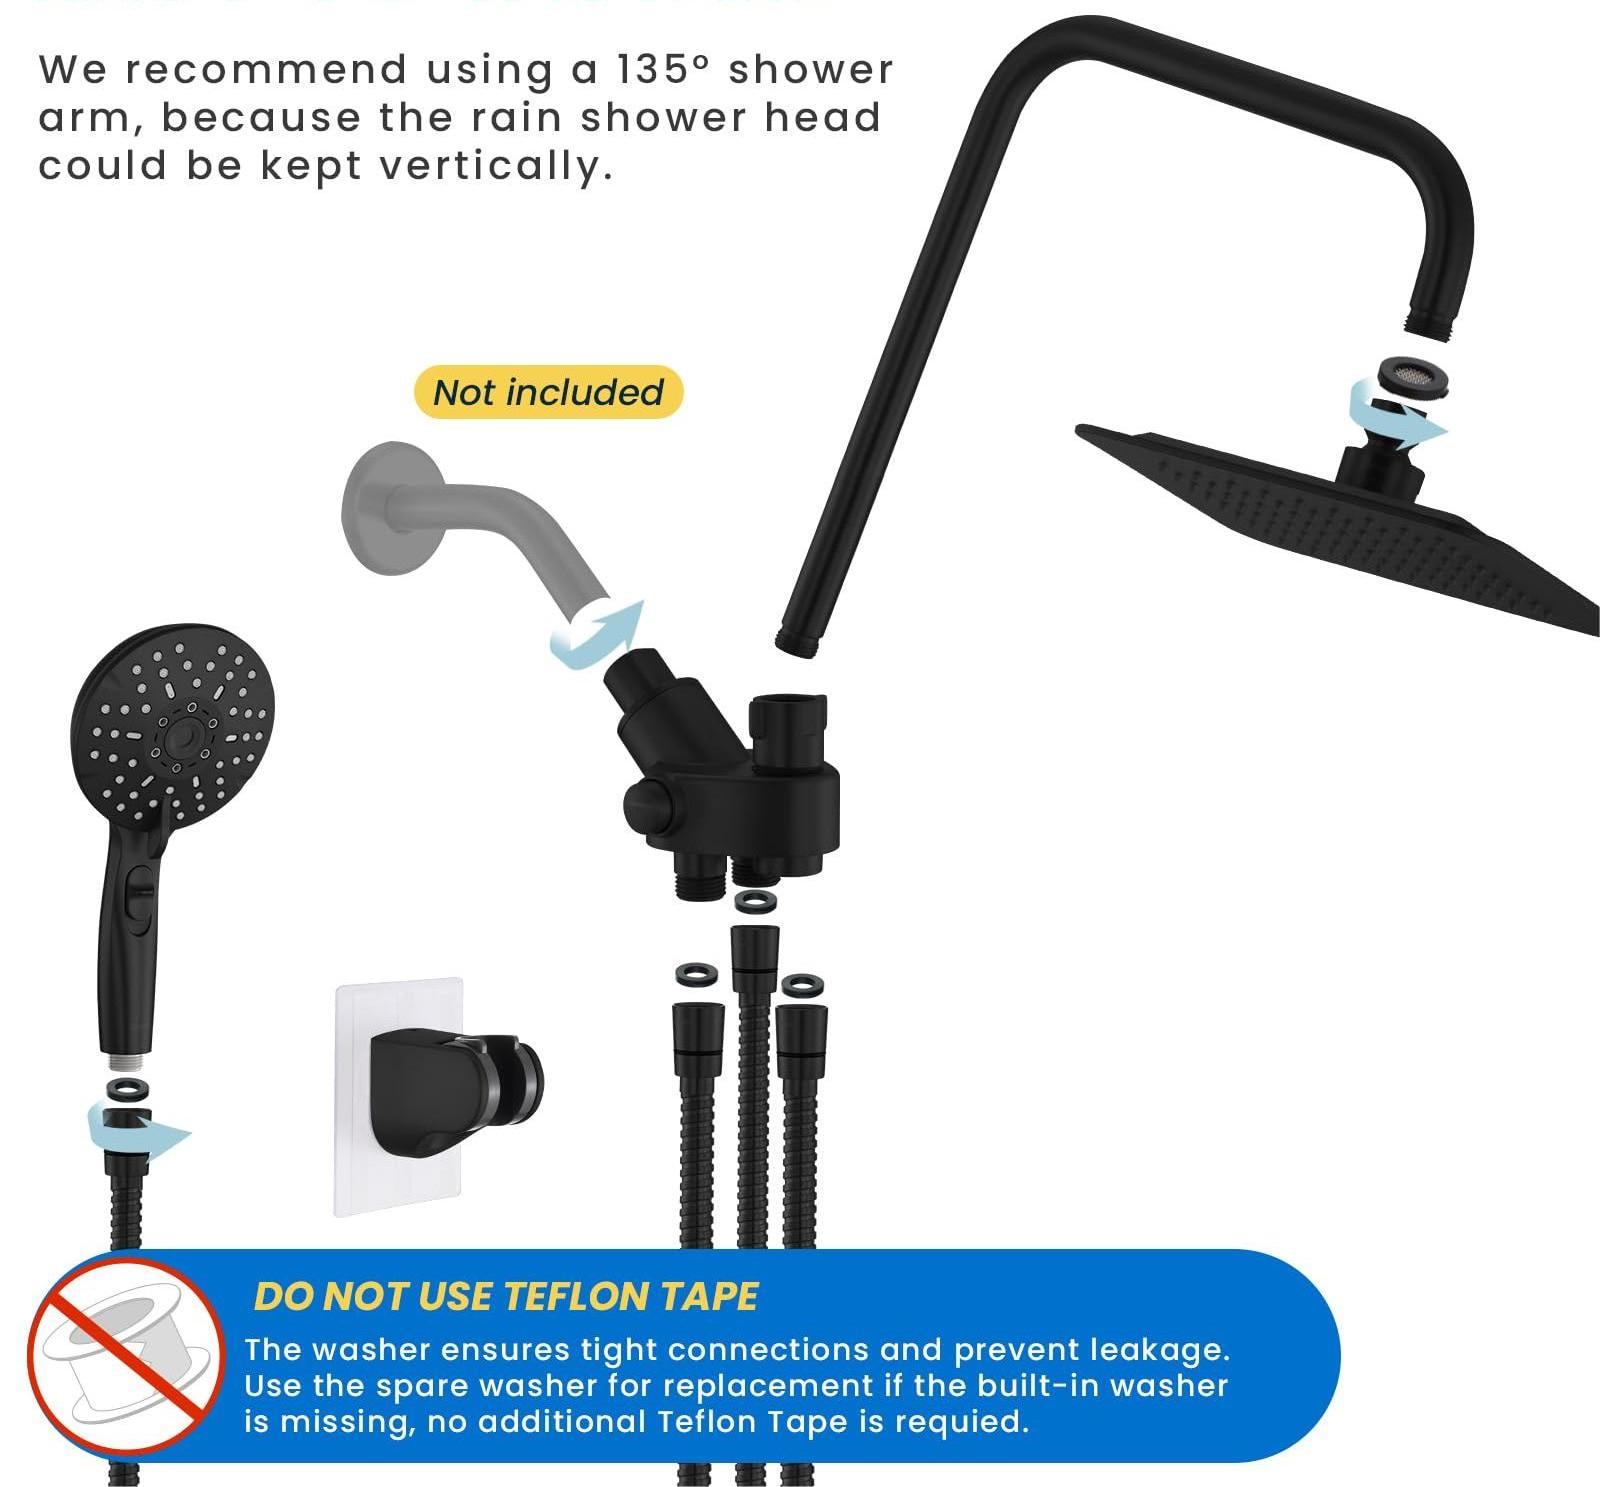 We recommend using a 135° shower
arm, because the rain shower head
could be kept vertically.
Not included
DO NOT USE TEFLON TAPE
The washer ensures tight connections and prevent leakage.
Use the spare washer for replacement if the built-in washer
is missing, no additional Teflon Tape is requied.